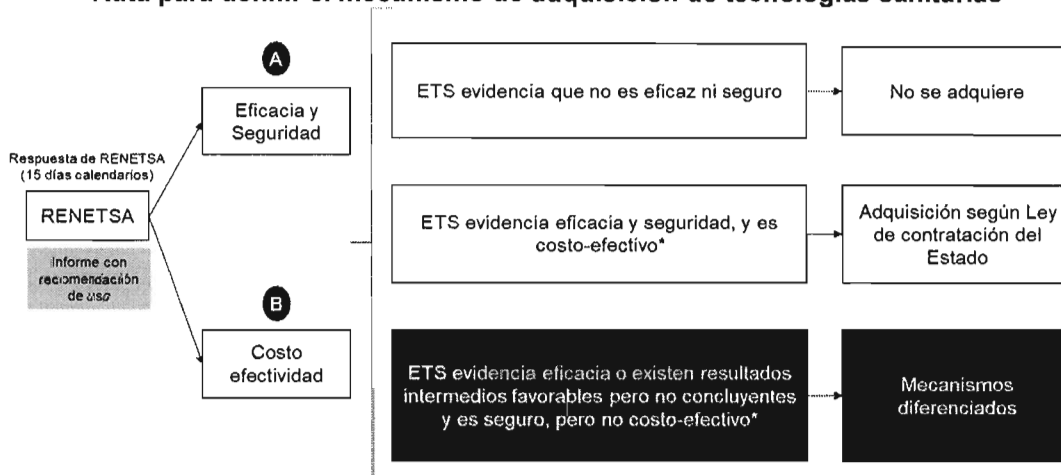 Ruta para definir el mecanismo de adquisición de tecnologías sanitarias
A
Eficacia y
Seguridad
Respuesta de RENETSA
(15 días calendarios)
RENETSA
Informe con
recomendación
de uso
B
Costo
efectividad
ETS evidencia que no es eficaz ni seguro
No se adquiere
ETS evidencia eficacia y seguridad, y es
costo-efectivo*
Adquisición según Ley
de contratación del
Estado
ETS evidencia eficacia o existen resultados
intermedios favorables pero no concluyentes
y es seguro, pero no costo-efectivo*
Mecanismos
diferenciados